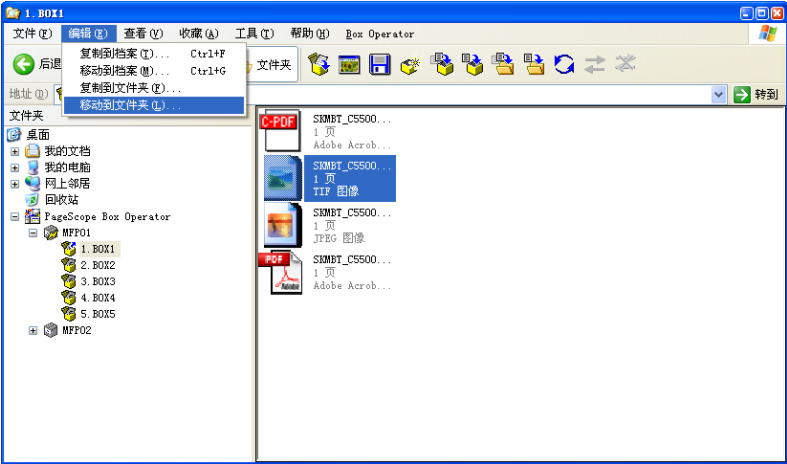 1. BOX1
文件(F) 编辑(E) 查看(V) 收藏(A) 工具(T) 帮助(H) Box Operator
复制到档案(T)... Ctrl+F
移动到档案(M)... Ctrl+G
复制到文件夹(F)...
移动到文件夹(L)...
后退 文件夹
地址(D) 转到
文件夹
桌面
我的文档
我的电脑
网上邻居
回收站
PageScope Box Operator
MFP01
1. BOX1
2. BOX2
3. BOX3
4. BOX4
5. BOX5
MFP02
C-PDF
SKMBT_C5500...
1 页
Adobe Acrob...
SKMBT_C5500...
1 页
TIF 图像
SKMBT_C5500...
1 页
JPEG 图像
PDF
Adobe
SKMBT_C5500...
1 页
Adobe Acrob...